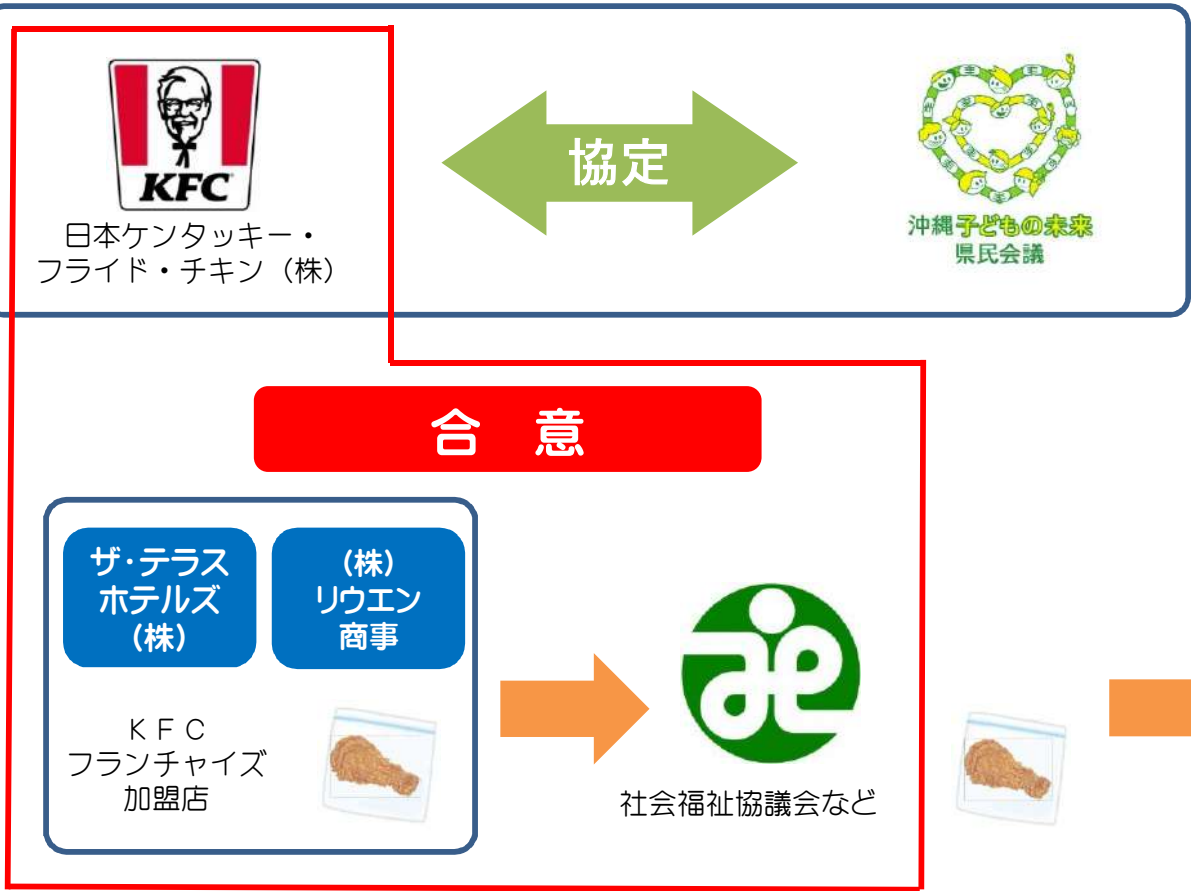 KFC
協定
日本ケンタッキー・
フライド・チキン（株）
沖縄子どもの未来
県民会議
合 意
ザ・テラス
ホテルズ
（株）
（株）
リウエン
商事
ＫＦＣ
フランチャイズ
加盟店
社会福祉協議会など